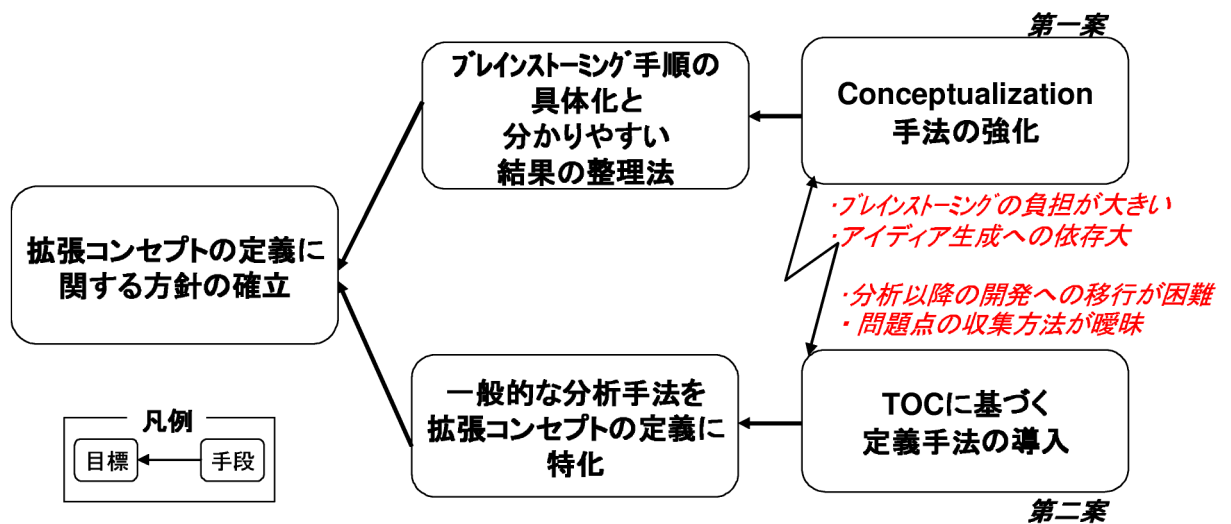 第一案
ﾌﾞﾚｲﾝｽﾄｰﾐﾝｸﾞ手順の
具体化と
分かりやすい
結果の整理法
Conceptualization
手法の強化
・ﾌﾞﾚｲﾝｽﾄｰﾐﾝｸﾞの負担が大きい
・アイディア生成への依存大
拡張コンセプトの定義に
関する方針の確立
・分析以降の開発への移行が困難
・問題点の収集方法が曖昧
一般的な分析手法を
拡張コンセプトの定義に
特化
TOCに基づく
定義手法の導入
第二案
凡例
目標
手段